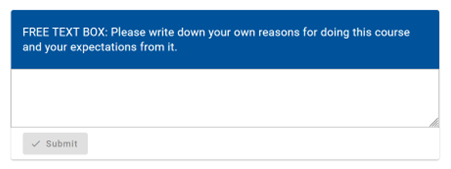 FREE TEXT BOX: Please write down your own reasons for doing this course
and your expectations from it.
Submit